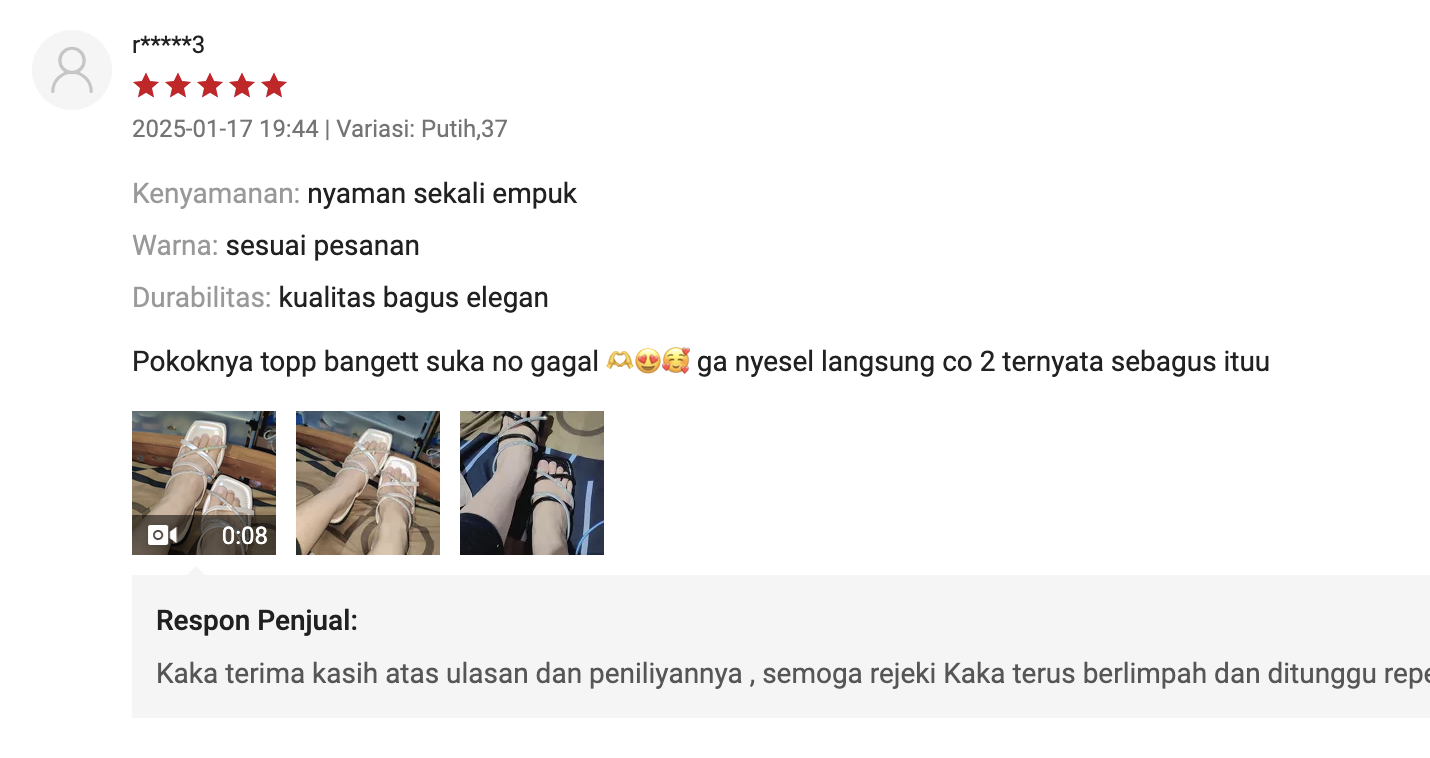 r*****3
2025-01-17 19:44 | Variasi: Putih,37
Kenyamanan: nyaman sekali empuk
Warna: sesuai pesanan
Durabilitas: kualitas bagus elegan
Pokoknya topp bangett suka no gagal 🫶😍🥰 ga nyesel langsung co 2 ternyata sebagus ituu
0:08
Respon Penjual:
Kaka terima kasih atas ulasan dan peniliyannya , semoga rejeki Kaka terus berlimpah dan ditunggu